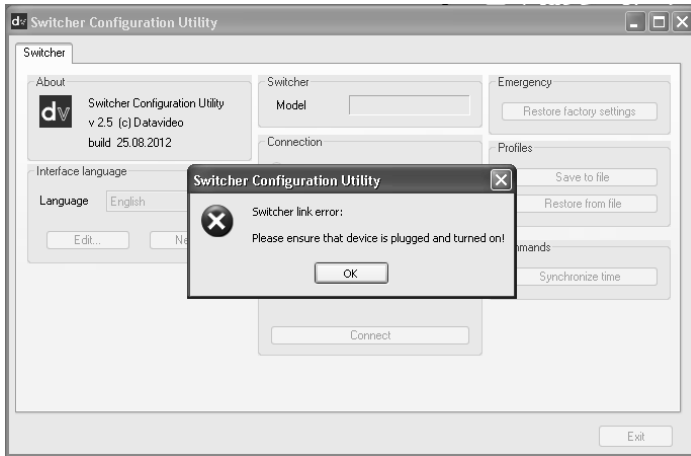 dv Switcher Configuration Utility
Switcher
About
dv
Switcher Configuration Utility
v 2.5 (c) Datavideo
build 25.08.2012
Interface language
Language English
Edit...
Switcher
Model
Connection
Emergency
Restore factory settings
Profiles
Save to file
Restore from file
Synchronize time
Switcher Configuration Utility
Switcher link error:
Please ensure that device is plugged and turned on!
OK
Connect
Exit